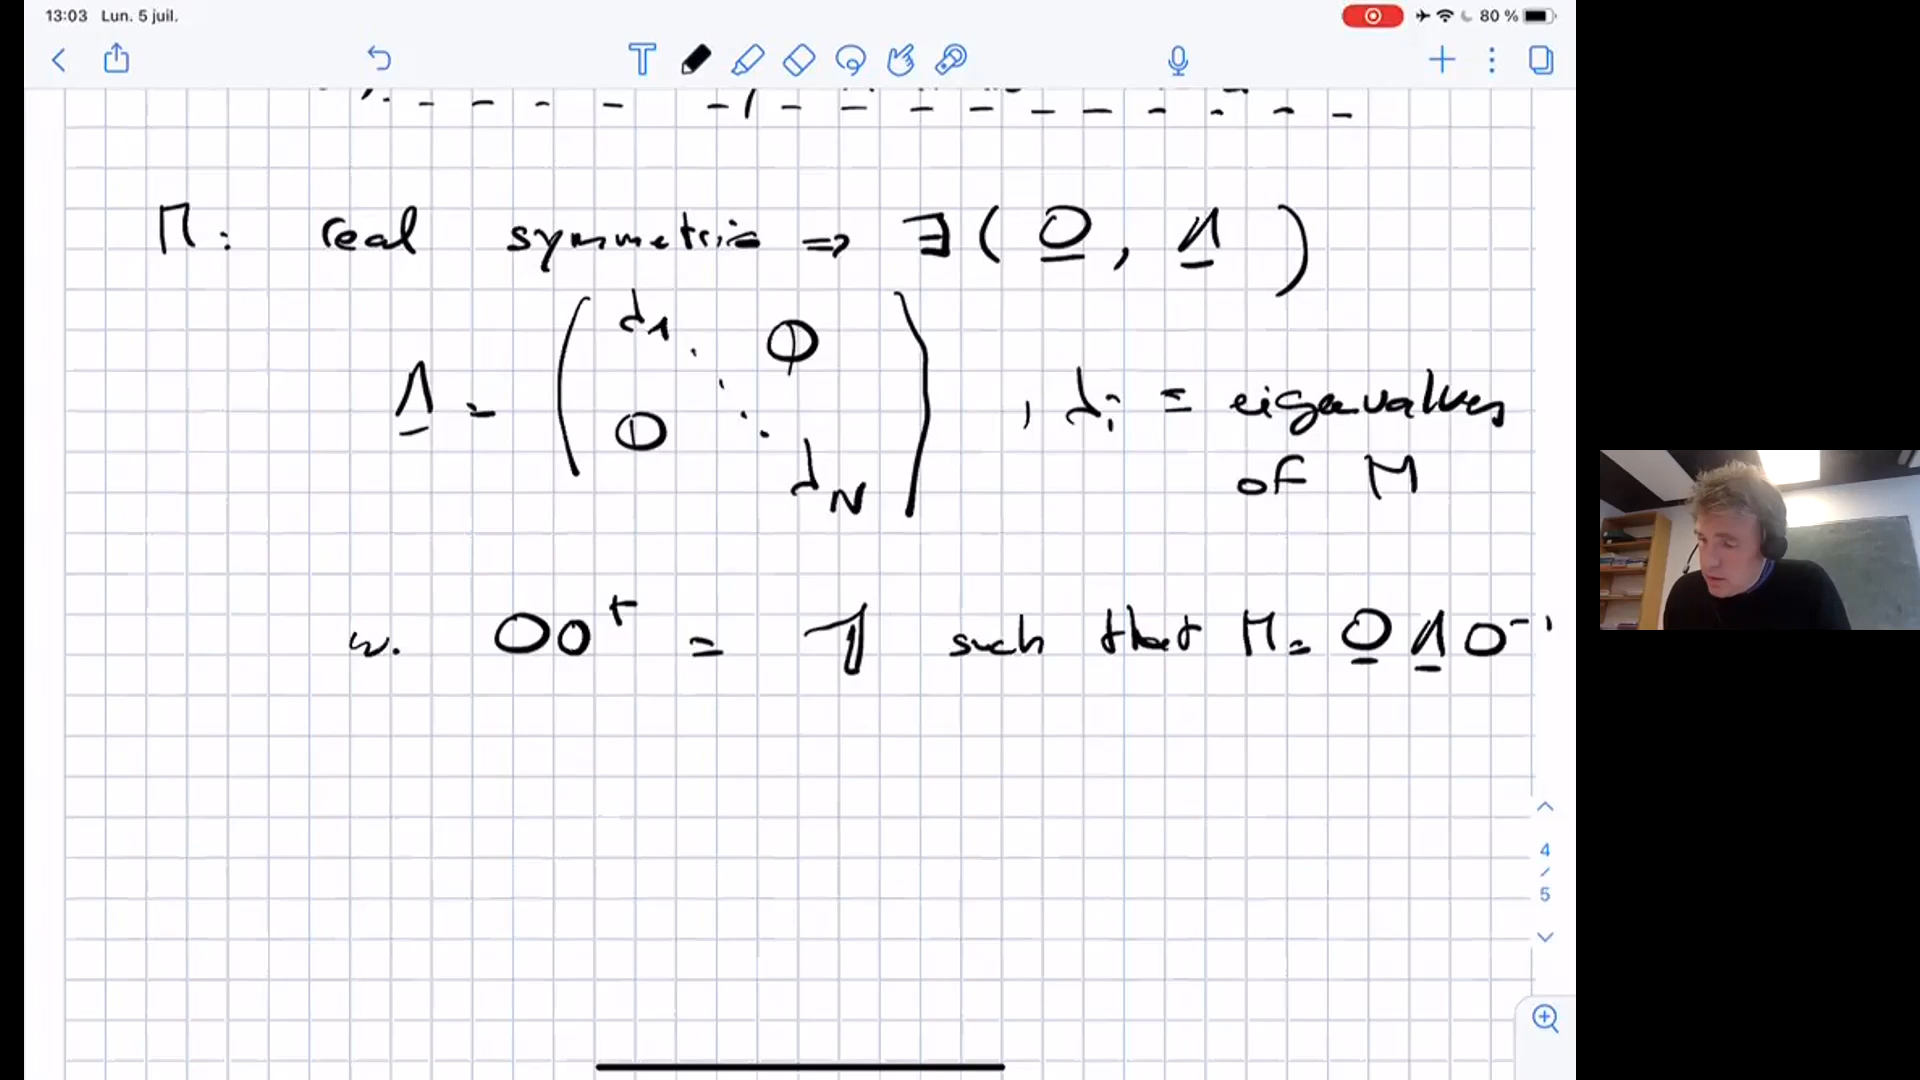 13:03 Lun. 5 juil. 80 %
M: real symmetric ⇒ ∃ ( O , Λ )
Λ = ( λ1 0 0 λN ) , λi = eigenvalues
of M
w. OO^t = 1 such that M = O Λ O^-1
4
/
5